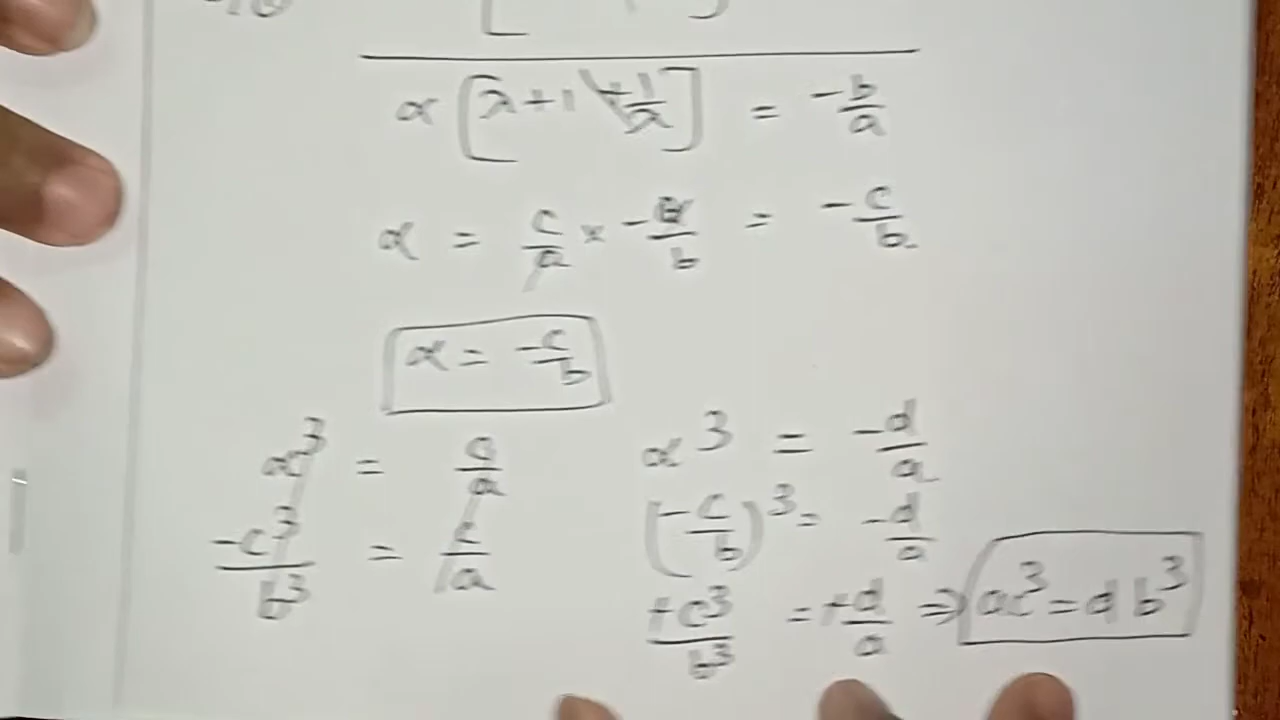 α [λ + 1 + 1/λ] = -b/a
α = c/a × -a/b = -c/b
α = -c/b
α³ = c/a
-c³/b³ = c/a
α³ = -d/a
(-c/b)³ = -d/a
+c³/b³ = +d/a ⇒ ac³ = db³